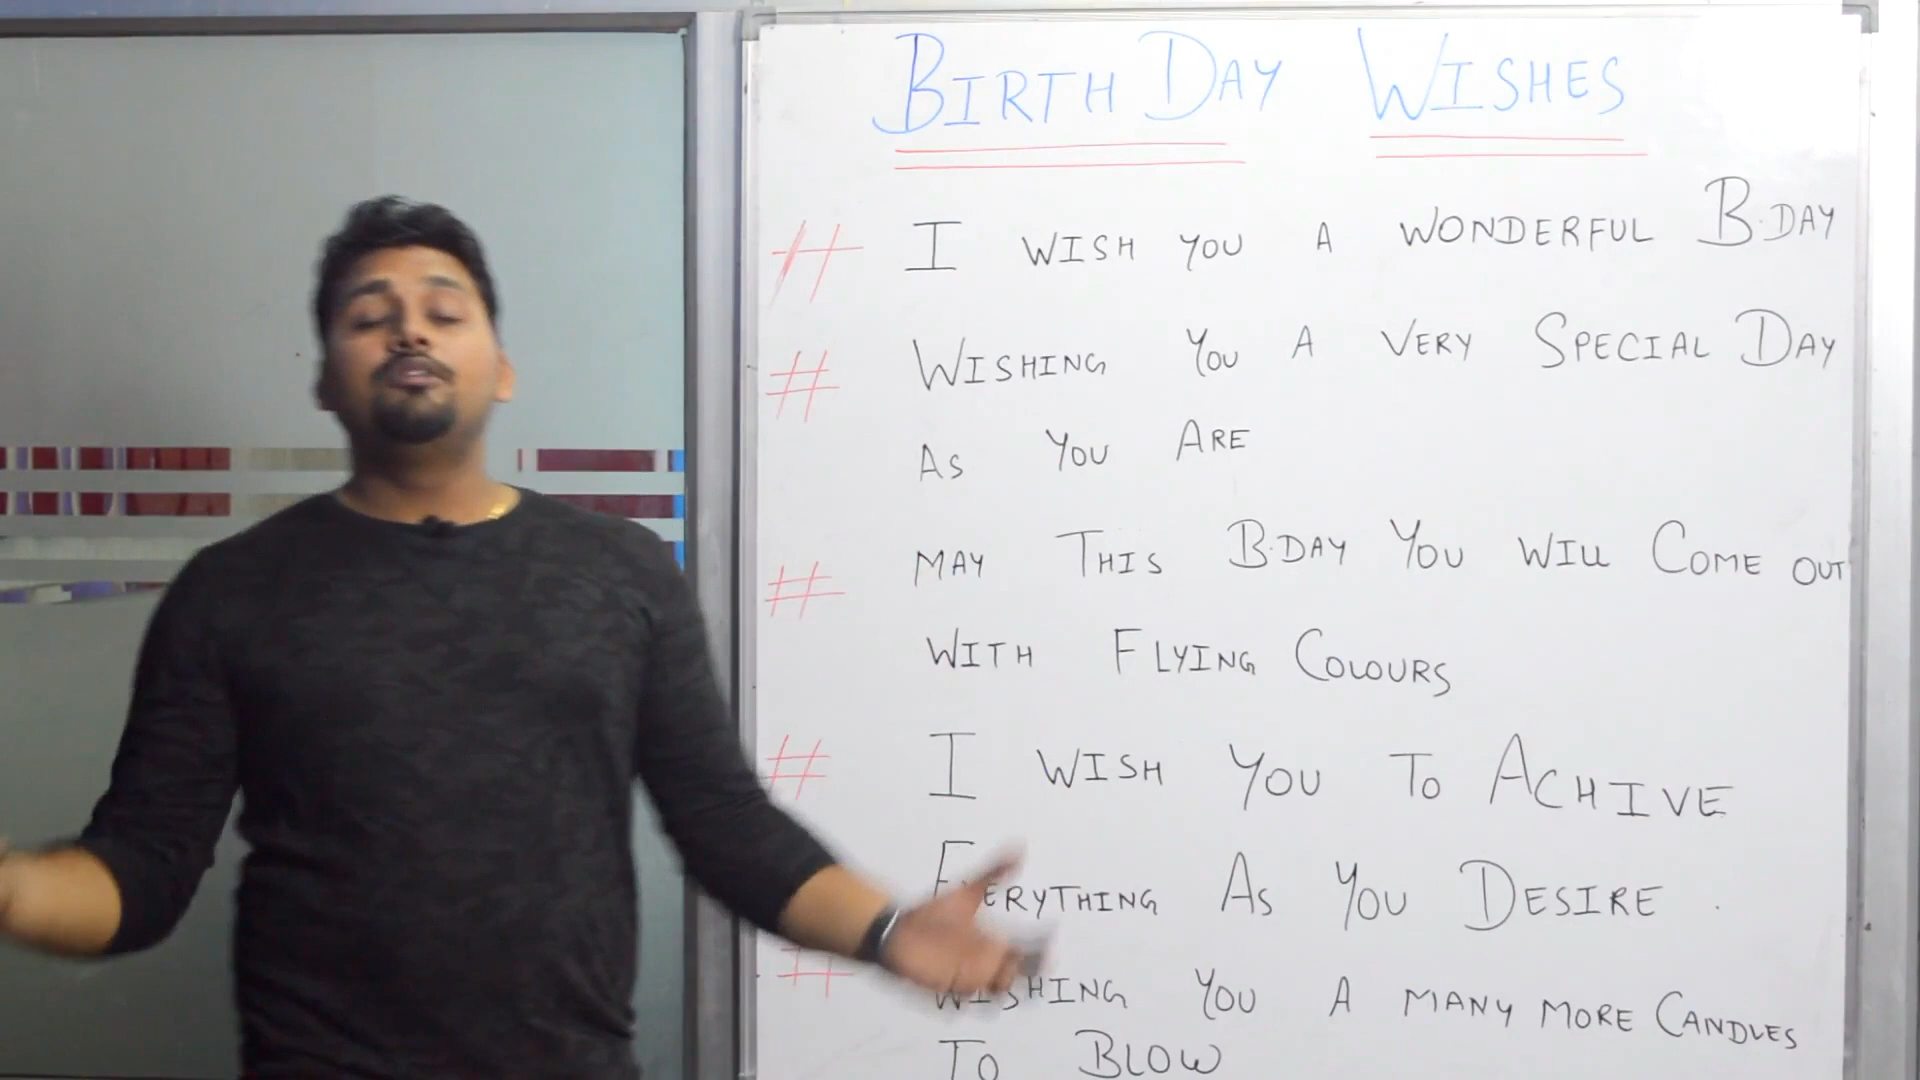 BIRTH DAY WISHES
# I WISH YOU A WONDERFUL B.DAY
# WISHING YOU A VERY SPECIAL DAY
AS YOU ARE
# MAY THIS B.DAY YOU WILL COME OUT
WITH FLYING COLOURS
# I WISH YOU TO ACHIVE
EVERYTHING AS YOU DESIRE.
# WISHING YOU A MANY MORE CANDLES
TO BLOW